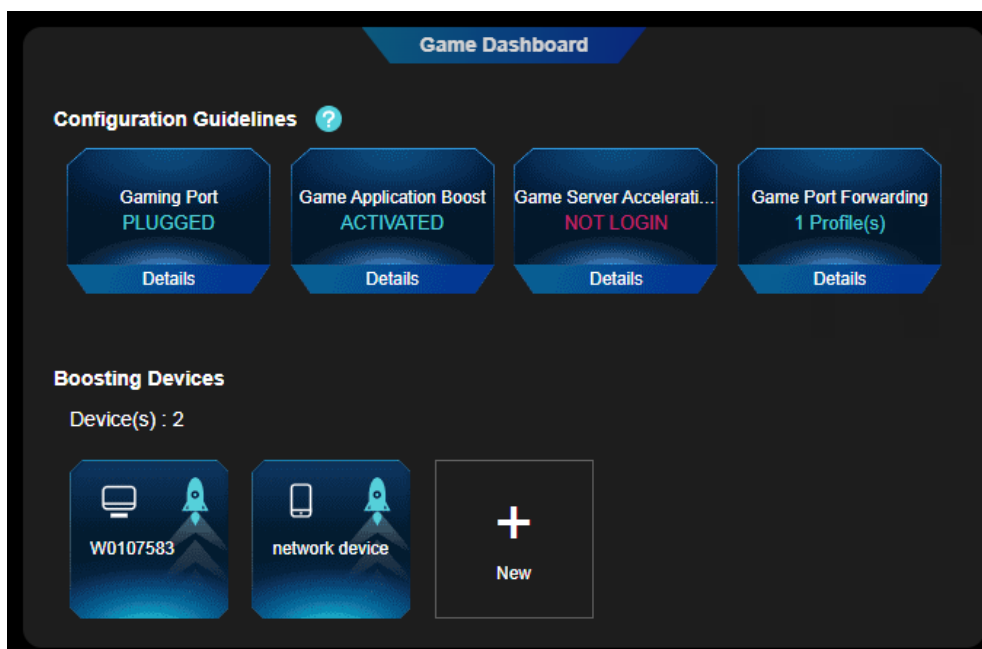 Game Dashboard
Configuration Guidelines ?
Gaming Port
PLUGGED
Details
Game Application Boost
ACTIVATED
Details
Game Server Accelerati...
NOT LOGIN
Details
Game Port Forwarding
1 Profile(s)
Details
Boosting Devices
Device(s) : 2
W0107583
network device
+
New